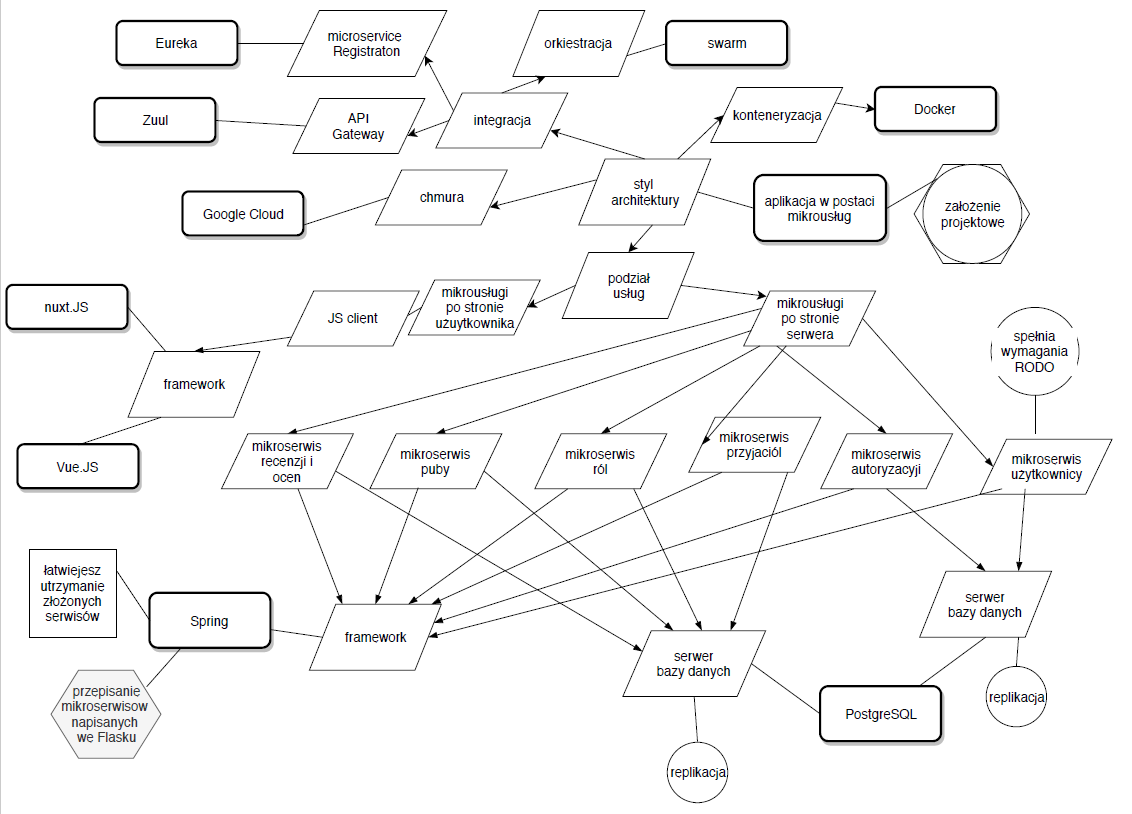 Eureka
microservice
Registraton
orkiestracja
swarm
Zuul
API
Gateway
integracja
konteneryzacja
Docker
Google Cloud
chmura
styl
architektury
aplikacja w postaci
mikrousług
założenie
projektowe
nuxt.JS
JS client
mikrousługi
po stronie
użuytkownika
podział
usług
mikrousługi
po stronie
serwera
spełnia
wymagania
RODO
framework
Vue.JS
mikroserwis
recenzji i
ocen
mikroserwis
puby
mikroserwis
ról
mikroserwis
przyjaciół
mikroserwis
autoryzacyji
mikroserwis
użytkownicy
łatwiejesz
utrzymanie
złożonych
serwisów
Spring
framework
serwer
bazy danych
serwer
bazy danych
przepisanie
mikroserwisow
napisanych
we Flasku
PostgreSQL
replikacja
replikacja